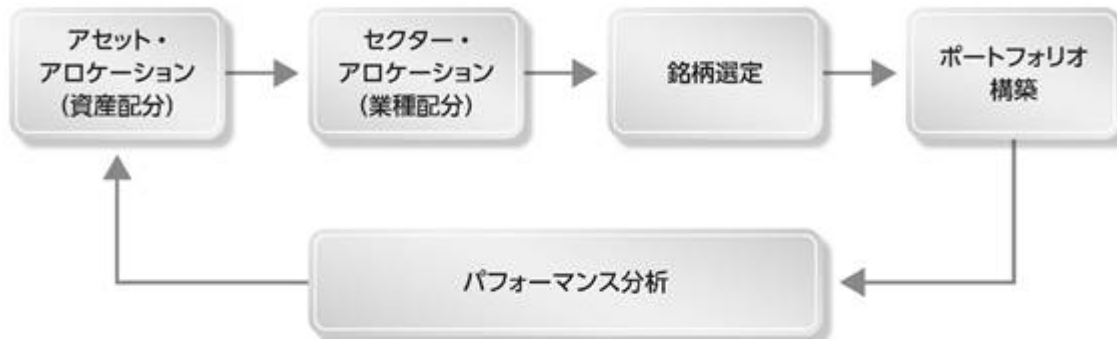 アセット・
アロケーション
(資産配分)
セクター・
アロケーション
(業種配分)
銘柄選定
ポートフォリオ
構築
パフォーマンス分析